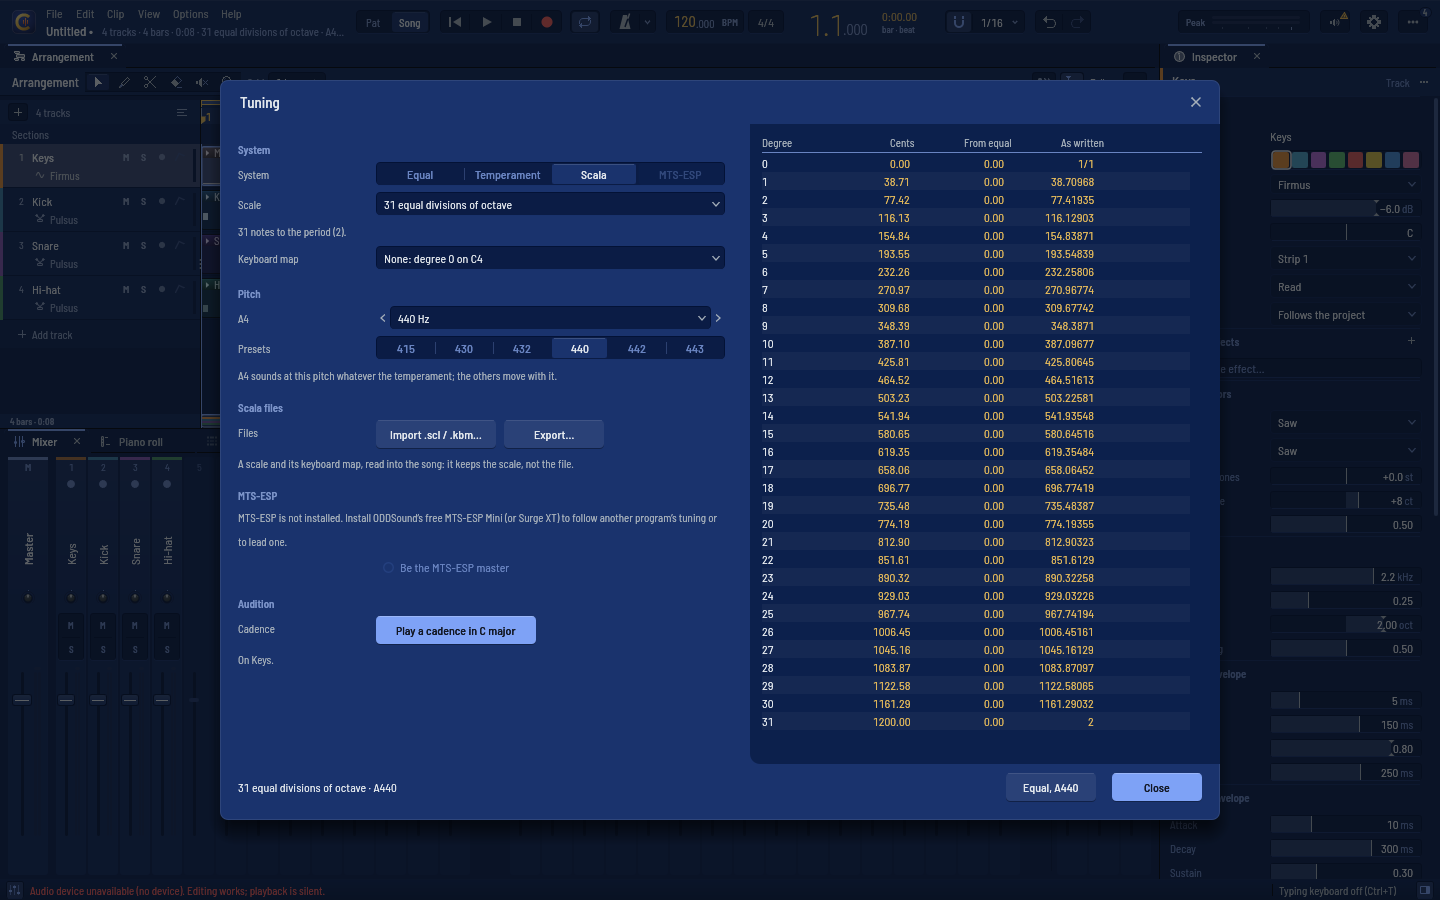 File Edit Clip View Options Help
Untitled • 4 tracks · 4 bars · 0:08 · 31 equal divisions of octave · A4...
Pat Song
120.000 BPM 4/4
1.1.000
0:00.00
bar · beat
1/16
Peak
4
Arrangement
Inspector
Arrangement
Track
4 tracks
Sections
1 Keys M S
Firmus
2 Kick M S
Pulsus
3 Snare M S
Pulsus
4 Hi-hat M S
Pulsus
Add track
4 bars · 0:08
Mixer
Piano roll
M 1 2 3 4 5
Master
Keys
Kick
Snare
Hi-hat
M M M M
S S S S
Tuning
System
System Equal Temperament Scala MTS-ESP
Scale 31 equal divisions of octave
31 notes to the period (2).
Keyboard map None: degree 0 on C4
Pitch
A4 440 Hz
Presets 415 430 432 440 442 443
A4 sounds at this pitch whatever the temperament; the others move with it.
Scala files
Files Import .scl / .kbm... Export...
A scale and its keyboard map, read into the song: it keeps the scale, not the file.
MTS-ESP
MTS-ESP is not installed. Install ODDSound's free MTS-ESP Mini (or Surge XT) to follow another program's tuning or
to lead one.
Be the MTS-ESP master
Audition
Cadence Play a cadence in C major
On Keys.
31 equal divisions of octave · A440
Degree Cents From equal As written
0 0.00 0.00 1/1
1 38.71 0.00 38.70968
2 77.42 0.00 77.41935
3 116.13 0.00 116.12903
4 154.84 0.00 154.83871
5 193.55 0.00 193.54839
6 232.26 0.00 232.25806
7 270.97 0.00 270.96774
8 309.68 0.00 309.67742
9 348.39 0.00 348.3871
10 387.10 0.00 387.09677
11 425.81 0.00 425.80645
12 464.52 0.00 464.51613
13 503.23 0.00 503.22581
14 541.94 0.00 541.93548
15 580.65 0.00 580.64516
16 619.35 0.00 619.35484
17 658.06 0.00 658.06452
18 696.77 0.00 696.77419
19 735.48 0.00 735.48387
20 774.19 0.00 774.19355
21 812.90 0.00 812.90323
22 851.61 0.00 851.6129
23 890.32 0.00 890.32258
24 929.03 0.00 929.03226
25 967.74 0.00 967.74194
26 1006.45 0.00 1006.45161
27 1045.16 0.00 1045.16129
28 1083.87 0.00 1083.87097
29 1122.58 0.00 1122.58065
30 1161.29 0.00 1161.29032
31 1200.00 0.00 2
Equal, A440 Close
Keys
Firmus
−6.0 dB
C
Strip 1
Read
Follows the project
effect...
Saw
Saw
+0.0 st
+8 ct
0.50
2.2 kHz
0.25
2.00 oct
0.50
5 ms
150 ms
0.80
250 ms
Attack 10 ms
Decay 300 ms
Sustain 0.30
Audio device unavailable (no device). Editing works; playback is silent.
Typing keyboard off (Ctrl+T)